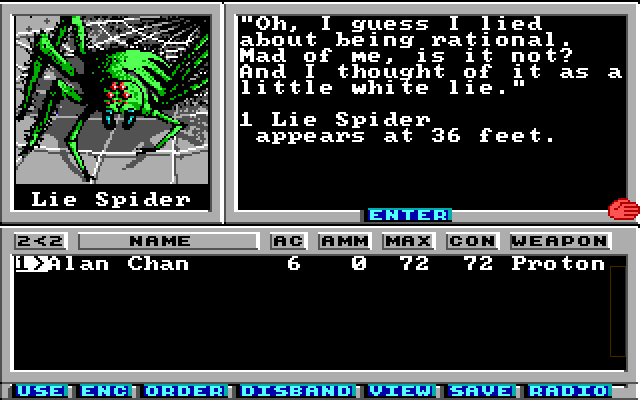 "Oh, I guess I lied
about being rational.
Mad of me, is it not?
And I thought of it as a
little white lie."
1 Lie Spider
appears at 36 feet.
Lie Spider
ENTER
2<2 NAME AC AMM MAX CON WEAPON
1>Alan Chan 6 0 72 72 Proton
USE ENC ORDER DISBAND VIEW SAVE RADIO